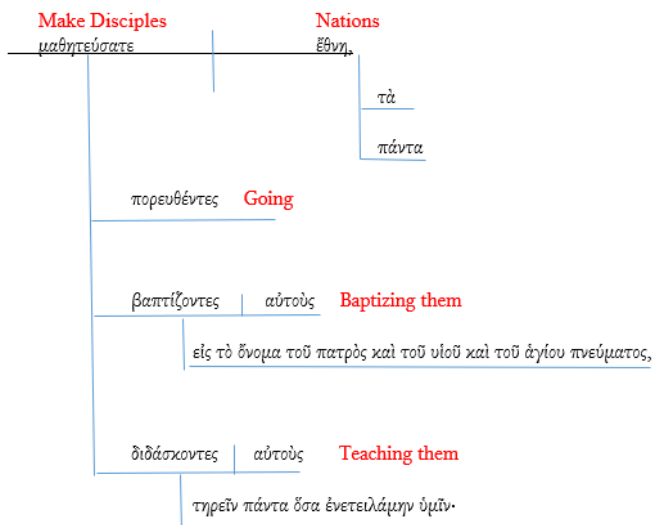 Make Disciples Nations
μαθητεύσατε ἔθνη,
τὰ
πάντα
πορευθέντες Going
βαπτίζοντες αὐτοὺς Baptizing them
εἰς τὸ ὄνομα τοῦ πατρὸς καὶ τοῦ υἱοῦ καὶ τοῦ ἁγίου πνεύματος,
διδάσκοντες αὐτοὺς Teaching them
τηρεῖν πάντα ὅσα ἐνετειλάμην ὑμῖν·